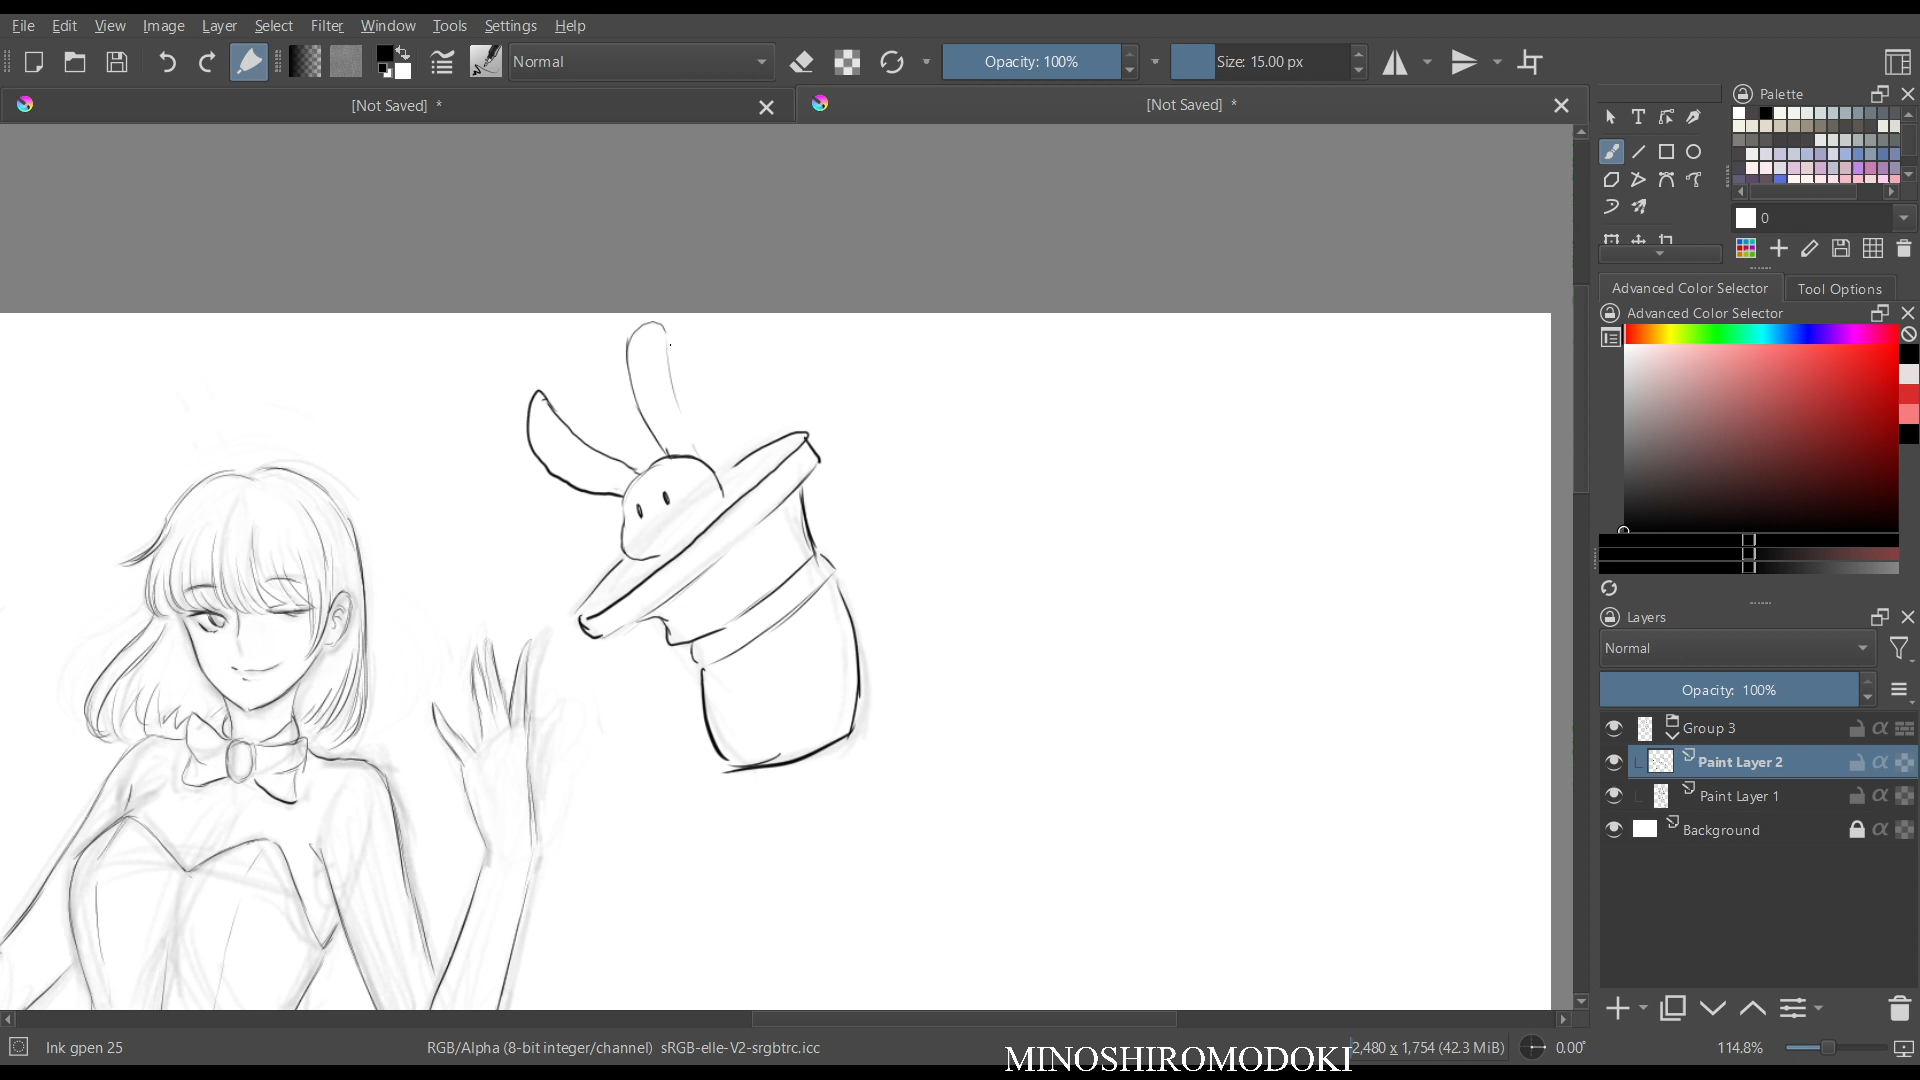 File Edit View Image Layer Select Filter Window Tools Settings Help
Normal Opacity: 100% Size: 15.00 px
[Not Saved] * [Not Saved] *
Palette
0
Advanced Color Selector Tool Options
Advanced Color Selector
Layers
Normal
Opacity: 100%
Group 3
Paint Layer 2
Paint Layer 1
Background
Ink gpen 25 RGB/Alpha (8-bit integer/channel) sRGB-elle-V2-srgbtrc.icc 2,480 x 1,754 (42.3 MiB) 0.00° 114.8%
MINOSHIROMODOKI